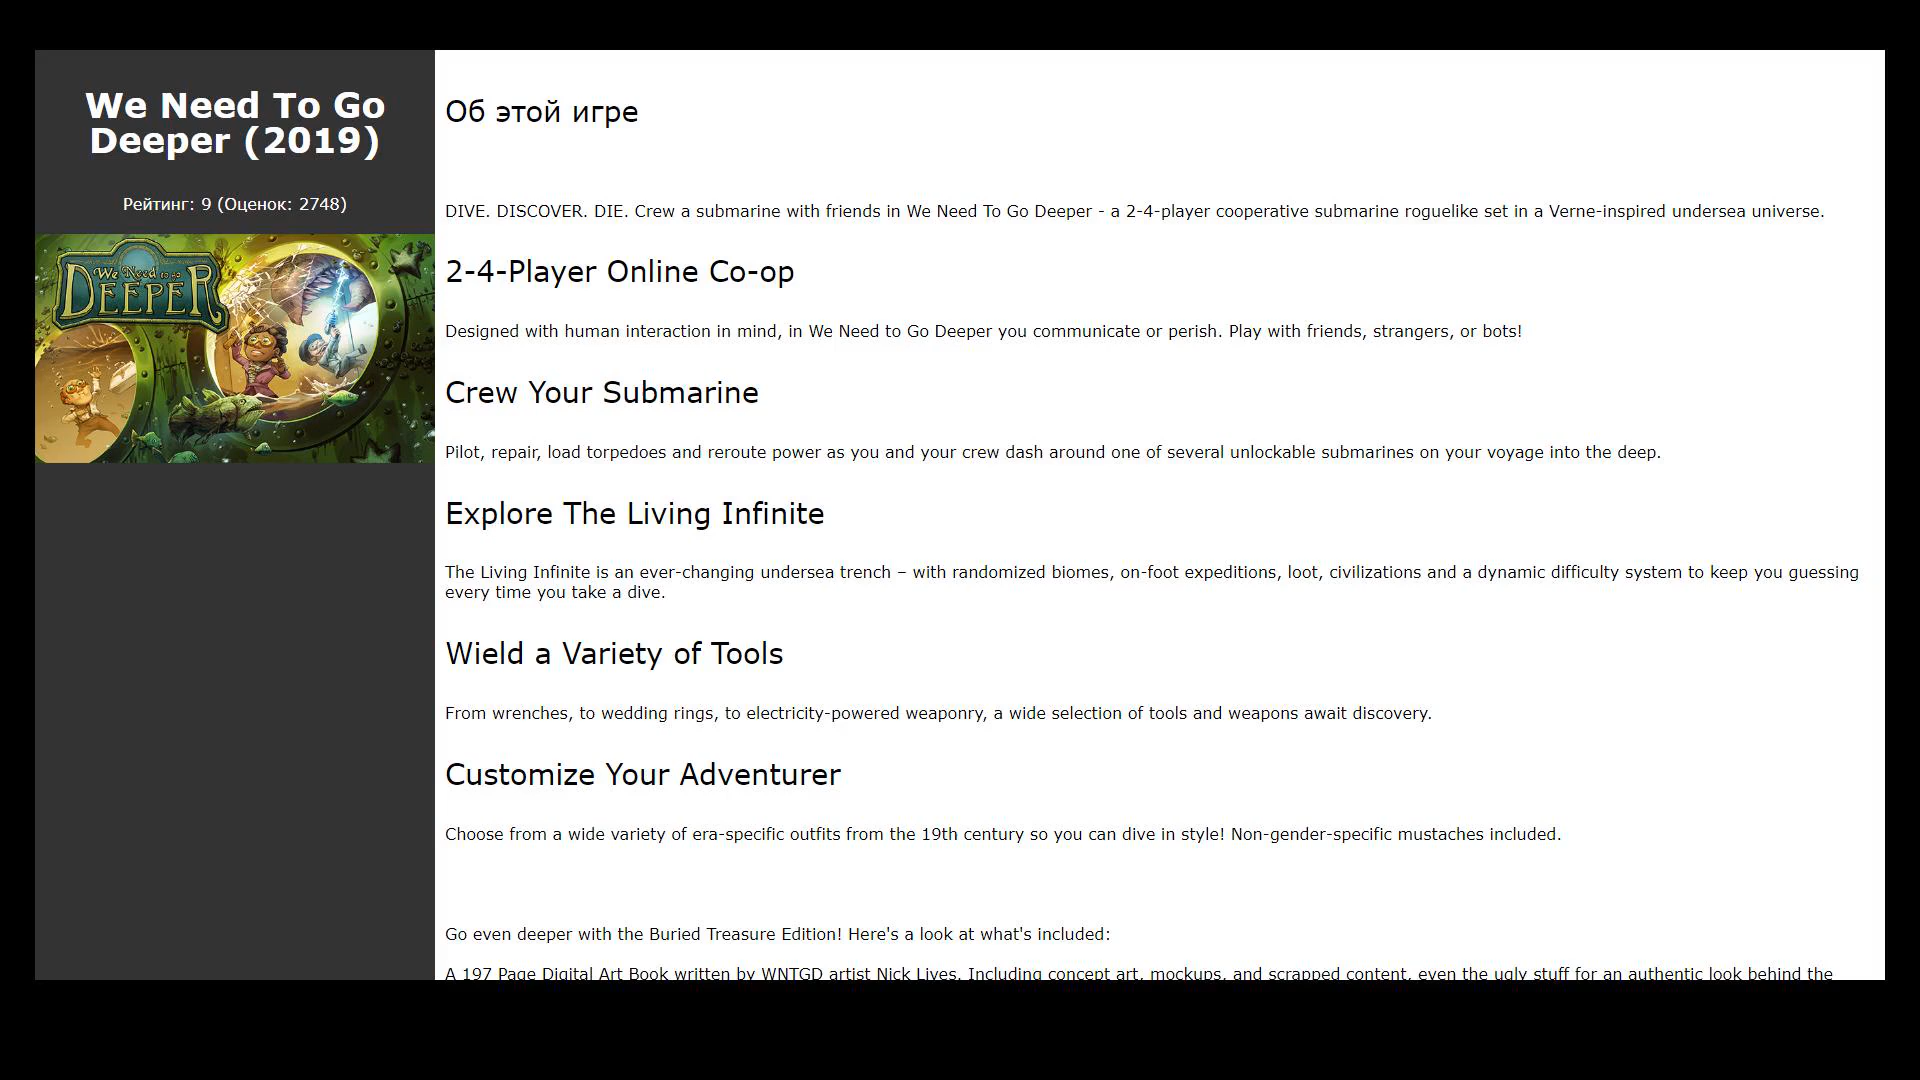 We Need To Go
Deeper (2019)
Рейтинг: 9 (Оценок: 2748)
We Need to go
DEEPER
Об этой игре
DIVE. DISCOVER. DIE. Crew a submarine with friends in We Need To Go Deeper - a 2-4-player cooperative submarine roguelike set in a Verne-inspired undersea universe.
2-4-Player Online Co-op
Designed with human interaction in mind, in We Need to Go Deeper you communicate or perish. Play with friends, strangers, or bots!
Crew Your Submarine
Pilot, repair, load torpedoes and reroute power as you and your crew dash around one of several unlockable submarines on your voyage into the deep.
Explore The Living Infinite
The Living Infinite is an ever-changing undersea trench – with randomized biomes, on-foot expeditions, loot, civilizations and a dynamic difficulty system to keep you guessing
every time you take a dive.
Wield a Variety of Tools
From wrenches, to wedding rings, to electricity-powered weaponry, a wide selection of tools and weapons await discovery.
Customize Your Adventurer
Choose from a wide variety of era-specific outfits from the 19th century so you can dive in style! Non-gender-specific mustaches included.
Go even deeper with the Buried Treasure Edition! Here's a look at what's included:
A 197 Page Digital Art Book written by WNTGD artist Nick Lives. Including concept art, mockups, and scrapped content, even the ugly stuff for an authentic look behind the